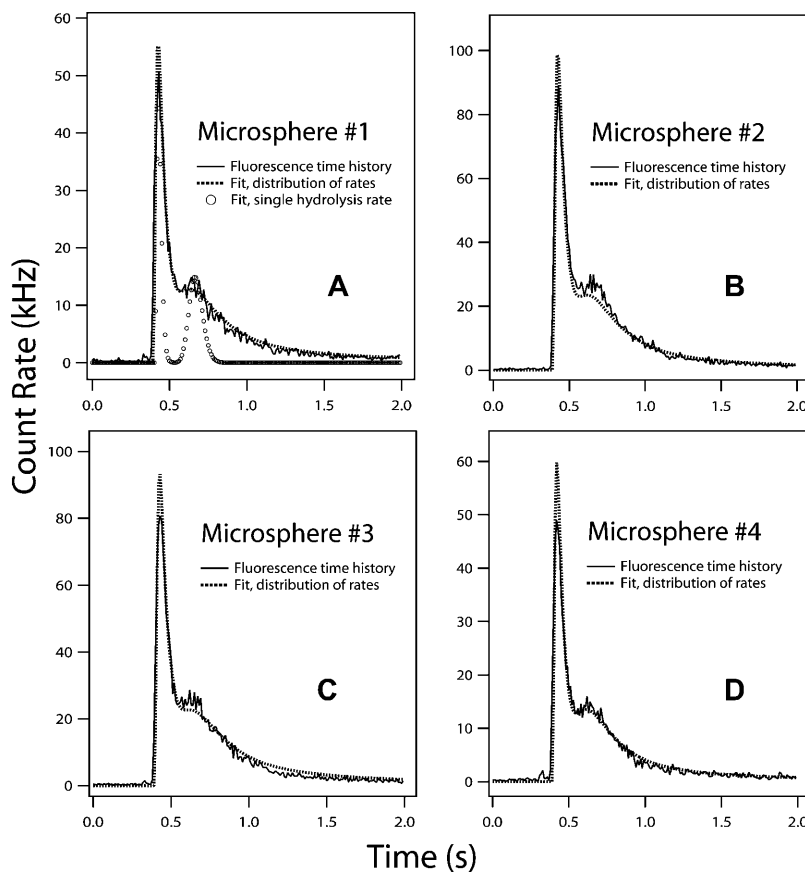 Count Rate (kHz)
60
50
40
30
20
10
0
0.0 0.5 1.0 1.5 2.0
Microsphere #1
Fluorescence time history
Fit, distribution of rates
Fit, single hydrolysis rate
A
100
80
60
40
20
0
0.0 0.5 1.0 1.5 2.0
Microsphere #2
Fluorescence time history
Fit, distribution of rates
B
100
80
60
40
20
0
0.0 0.5 1.0 1.5 2.0
Microsphere #3
Fluorescence time history
Fit, distribution of rates
C
60
50
40
30
20
10
0
0.0 0.5 1.0 1.5 2.0
Microsphere #4
Fluorescence time history
Fit, distribution of rates
D
Time (s)